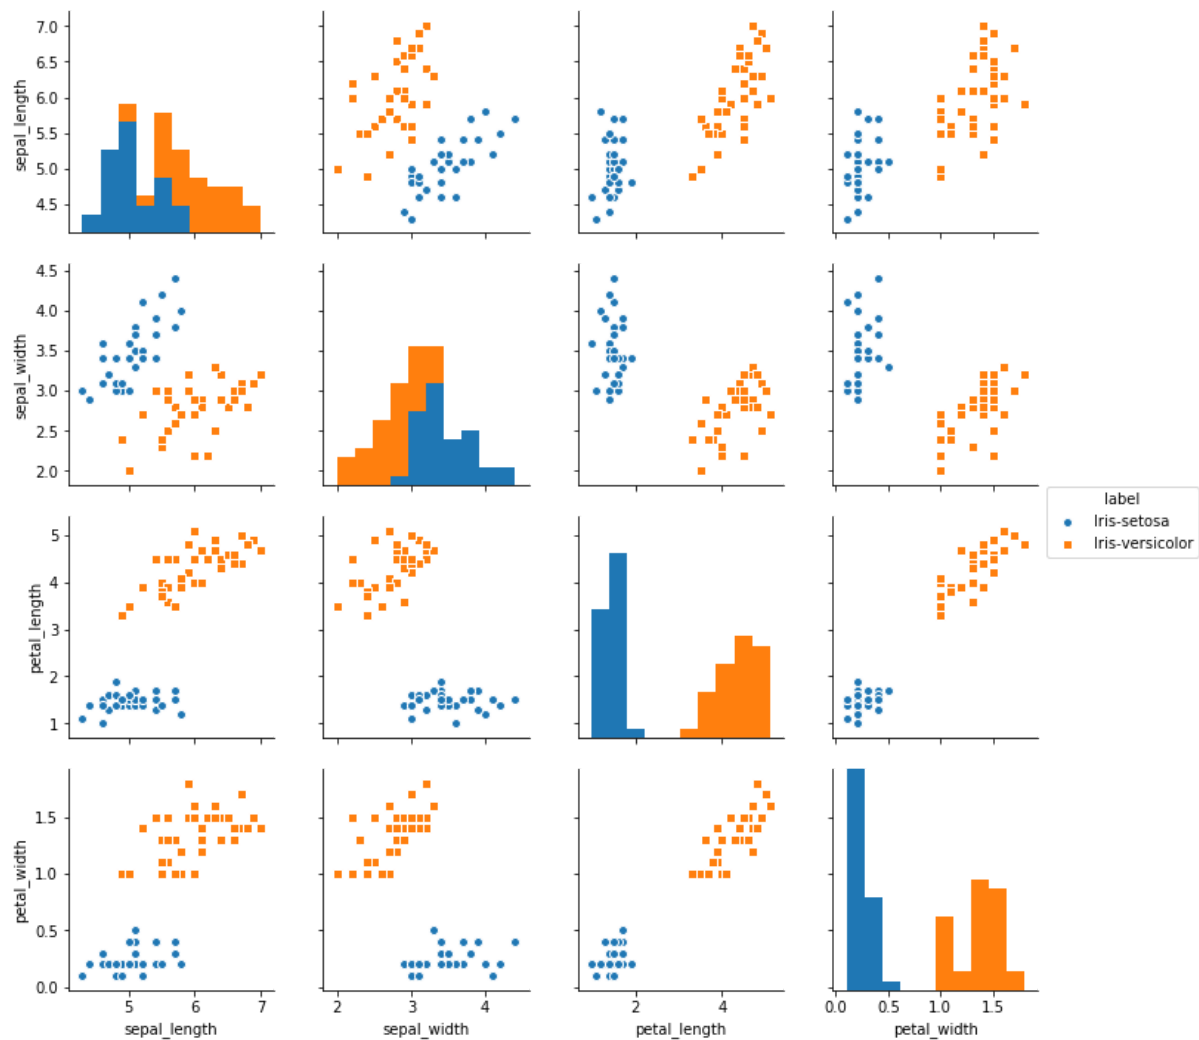 7.0
6.5
6.0
5.5
5.0
4.5
sepal_length
4.5
4.0
3.5
3.0
2.5
2.0
sepal_width
5
4
3
2
1
petal_length
label
Iris-setosa
Iris-versicolor
1.5
1.0
0.5
0.0
petal_width
5 6 7
sepal_length
2 3 4
sepal_width
2 4
petal_length
0.0 0.5 1.0 1.5
petal_width